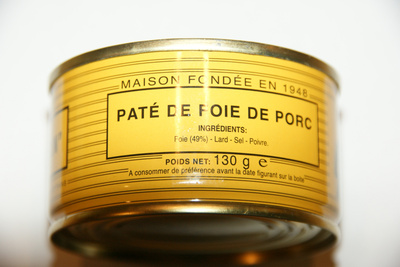 MAISON FONDÉE EN 1948
PATÉ DE FOIE DE PORC
INGRÉDIENTS:
Foie (49%) - Lard - Sel - Poivre.
POIDS NET: 130 g e
A consommer de préférence avant la date figurant sur la boîte